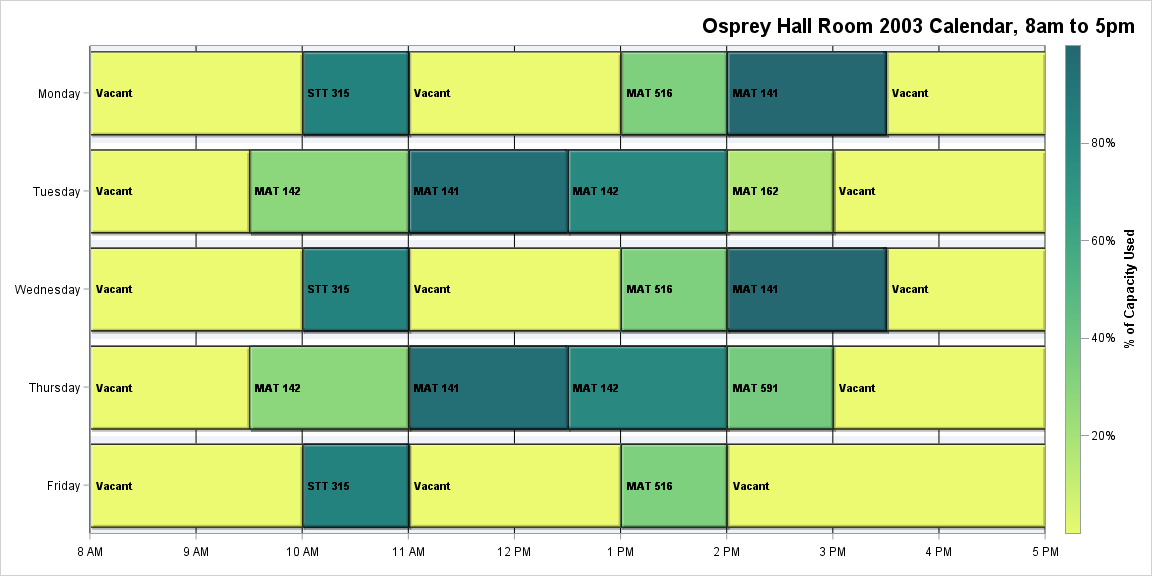 Osprey Hall Room 2003 Calendar, 8am to 5pm
Monday
Vacant
STT 315
Vacant
MAT 516
MAT 141
Vacant
Tuesday
Vacant
MAT 142
MAT 141
MAT 142
MAT 162
Vacant
Wednesday
Vacant
STT 315
Vacant
MAT 516
MAT 141
Vacant
Thursday
Vacant
MAT 142
MAT 141
MAT 142
MAT 591
Vacant
Friday
Vacant
STT 315
Vacant
MAT 516
Vacant
8 AM
9 AM
10 AM
11 AM
12 PM
1 PM
2 PM
3 PM
4 PM
5 PM
80%
60%
40%
20%
% of Capacity Used